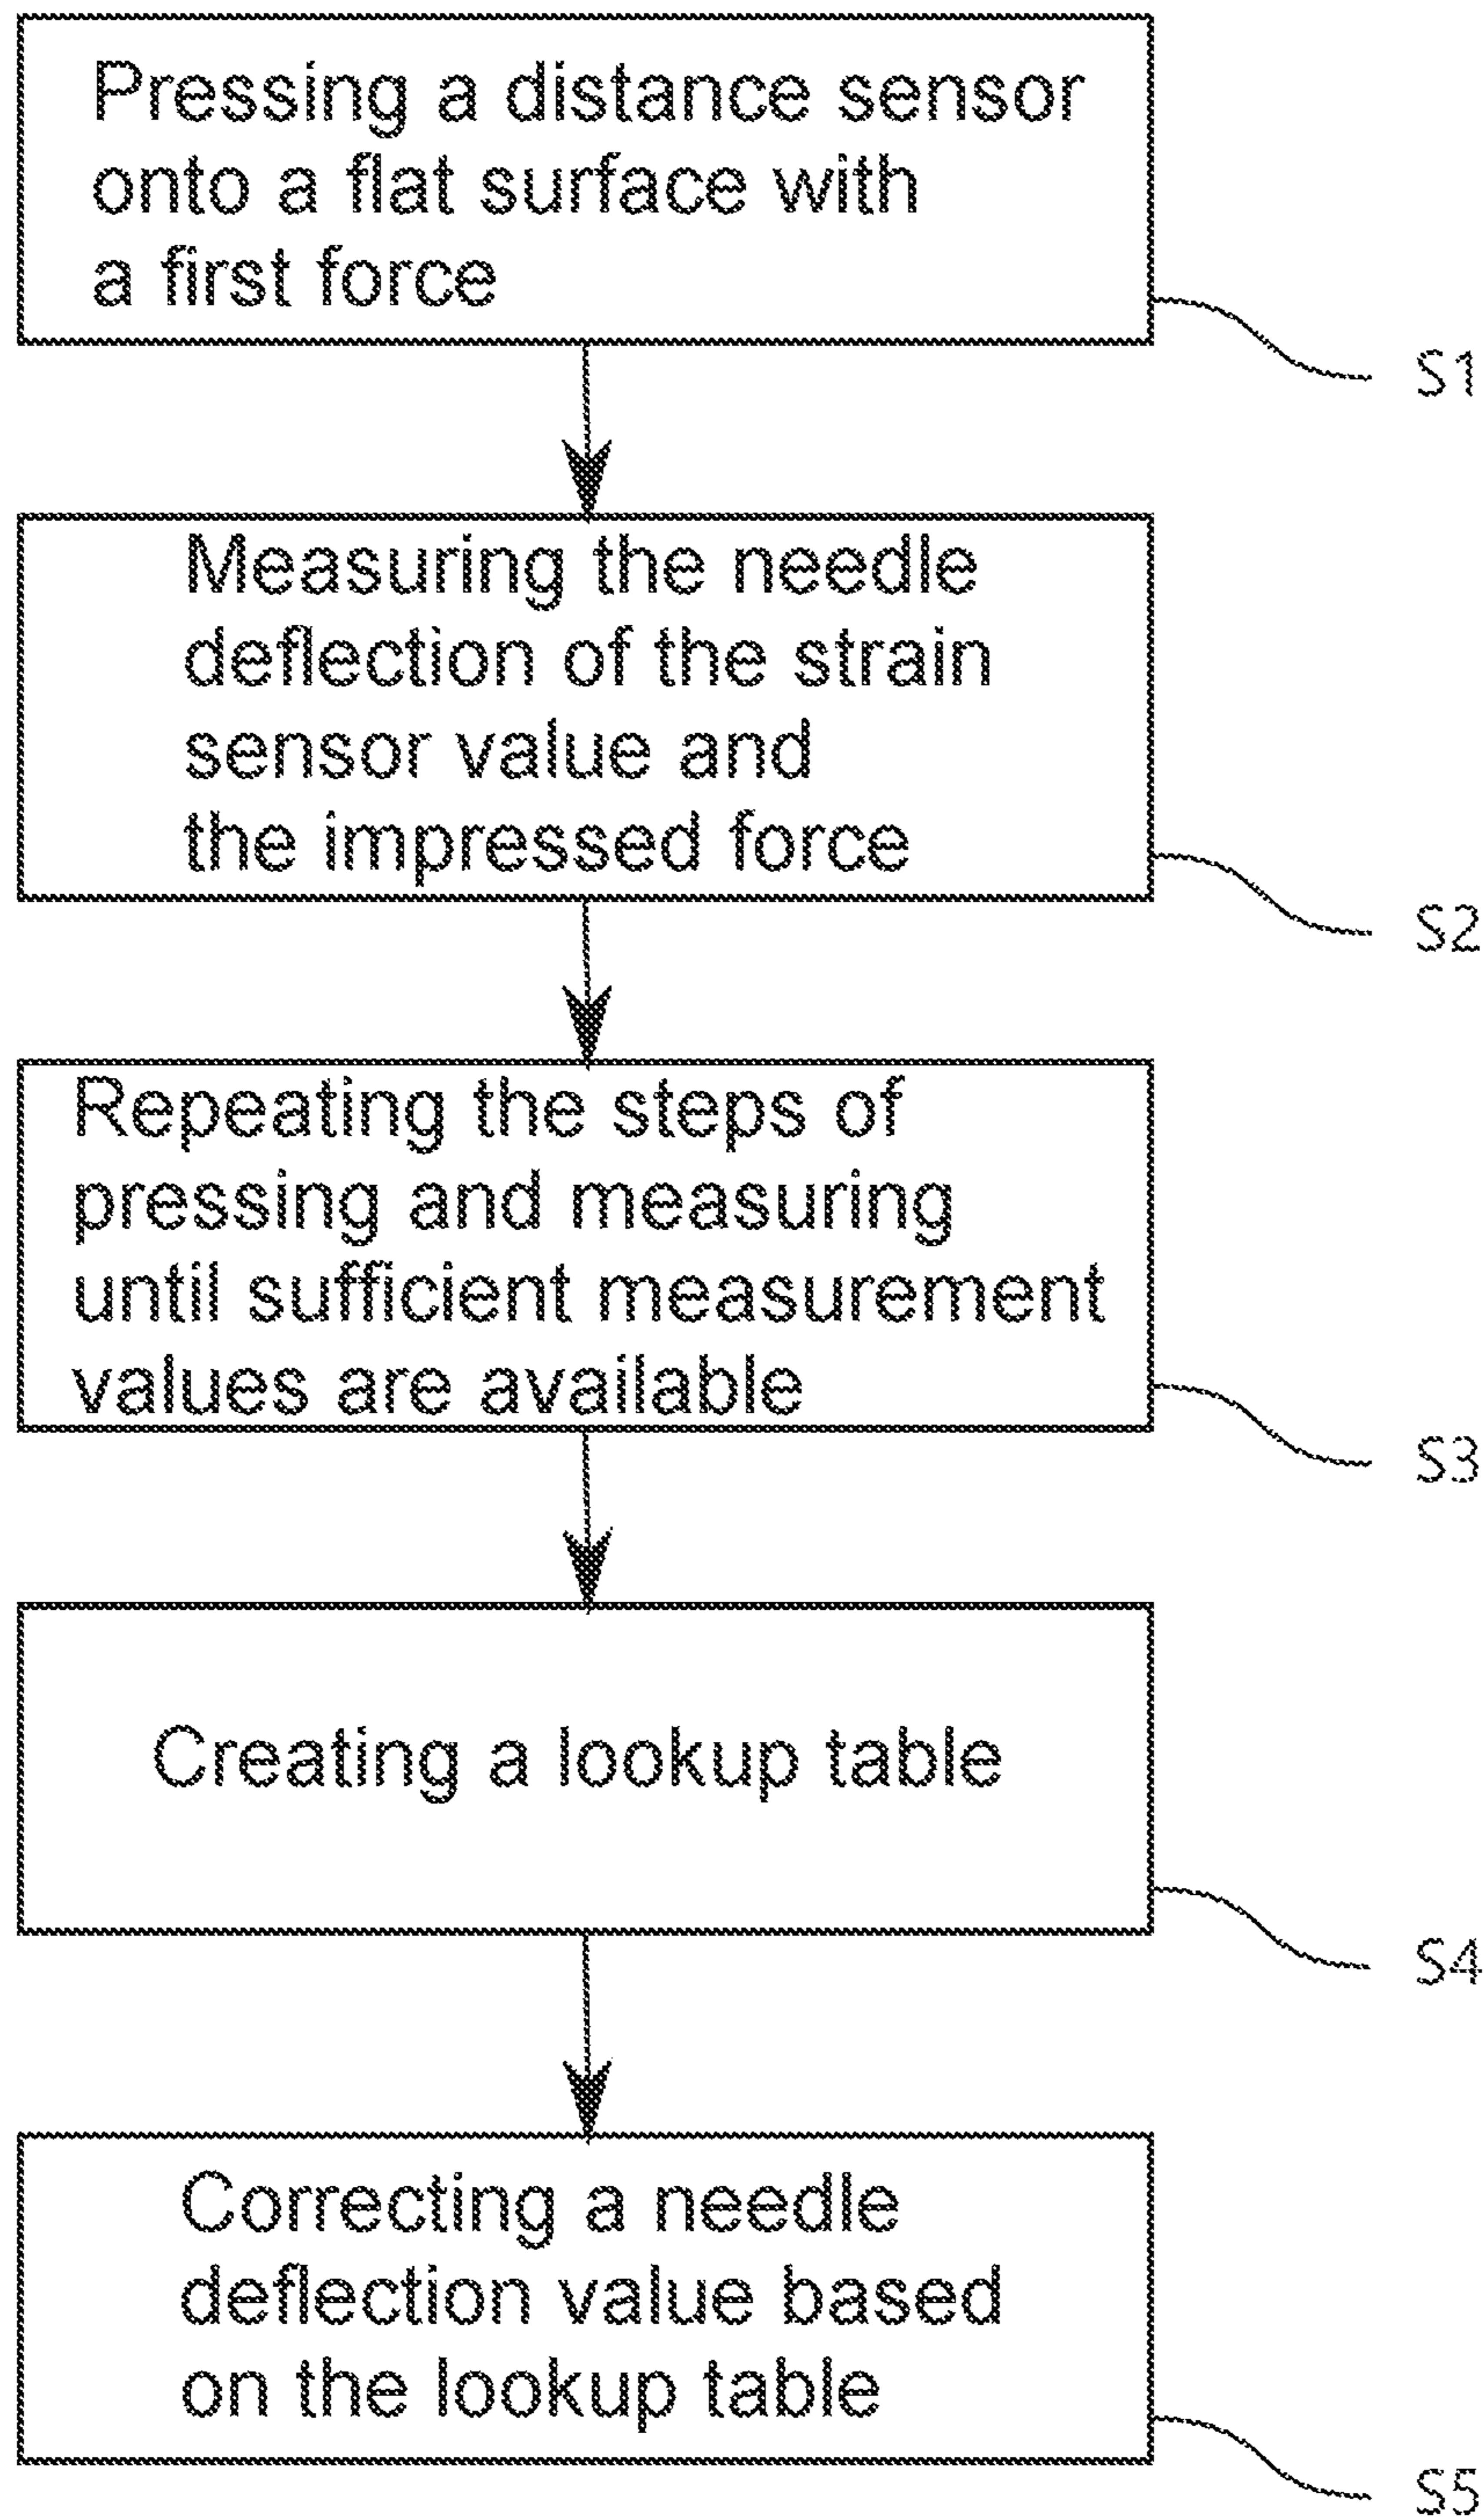 Pressing a distance sensor
onto a flat surface with
a first force
S1
Measuring the needle
deflection of the strain
sensor value and
the impressed force
S2
Repeating the steps of
pressing and measuring
until sufficient measurement
values are available
S3
Creating a lookup table
S4
Correcting a needle
deflection value based
on the lookup table
S5